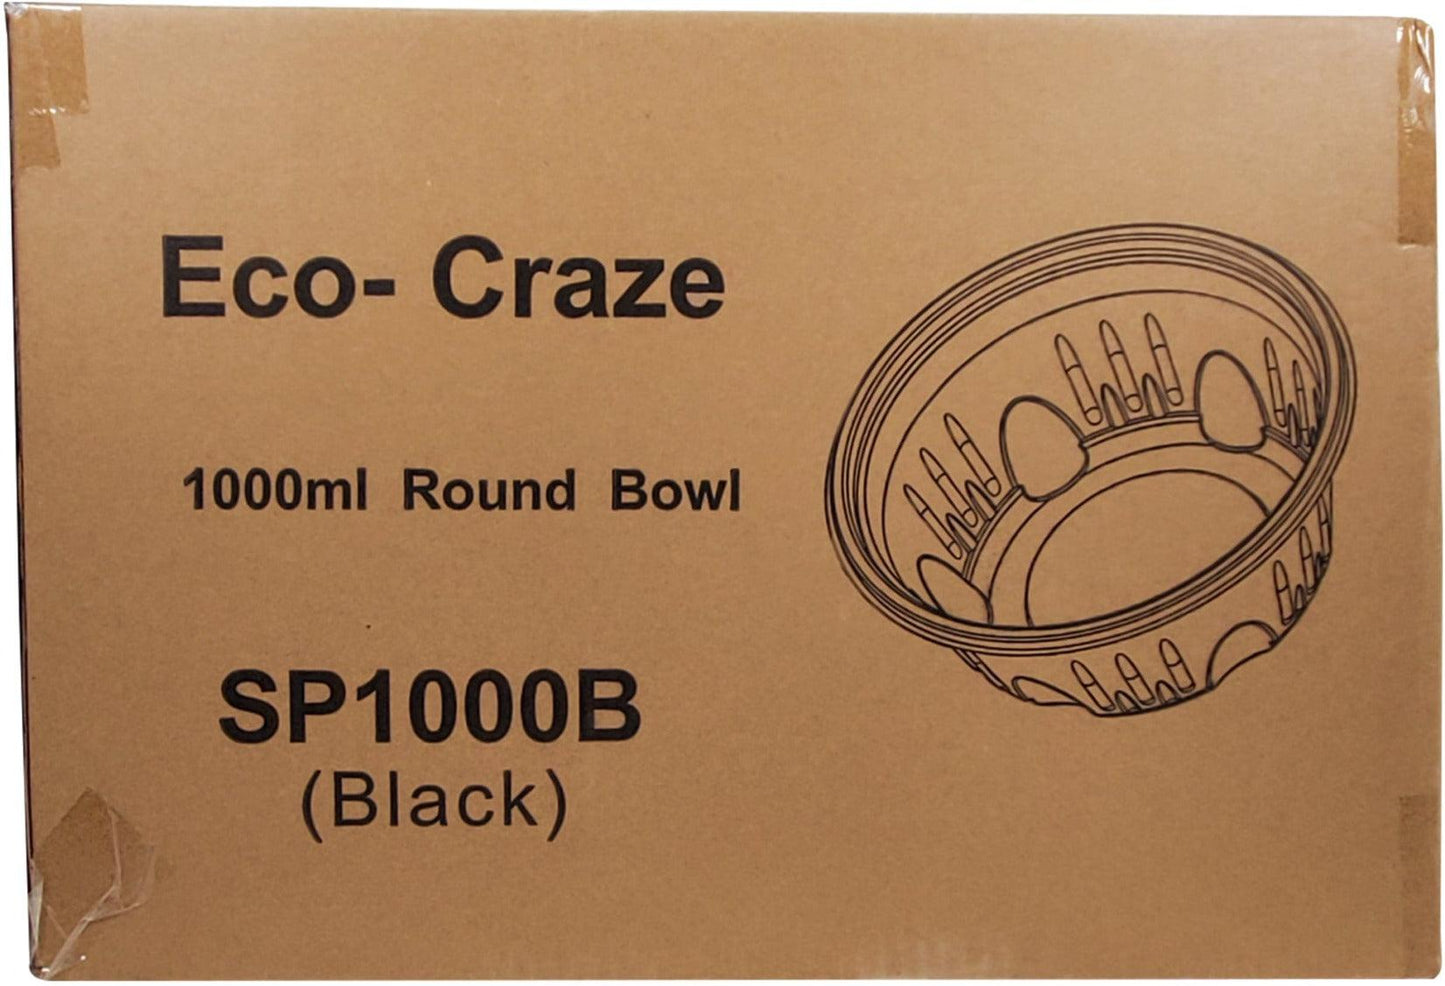 Eco- Craze
1000ml Round Bowl
SP1000B
(Black)